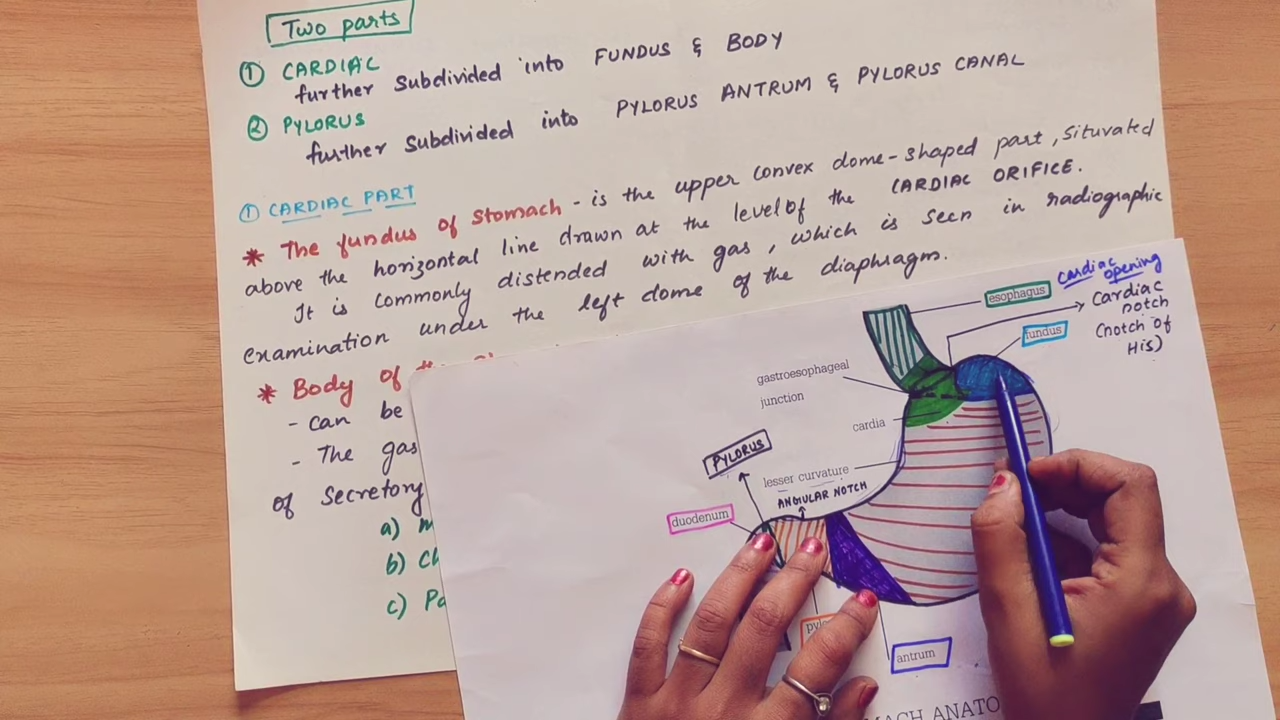 Two parts
① CARDIAC
further subdivided into FUNDUS & BODY
② PYLORUS
further subdivided into PYLORUS ANTRUM & PYLORUS CANAL
① CARDIAC PART
* The fundus of Stomach - is the upper convex dome-shaped part, situvated
above the horizontal line drawn at the level of the CARDIAC ORIFICE.
It is commonly distended with gas, which is seen in radiographic
examination under the left dome of the diaphragm.
* Body of
- can be
- The gas
of Secretory
a)
b) Ch
c) Pa
esophagus
cardiac
opening
Cardiac
notch
(notch of
His)
fundus
gastroesophageal
junction
cardia
PYLORUS
lesser curvature
ANGULAR NOTCH
duodenum
antrum
MACH ANATO